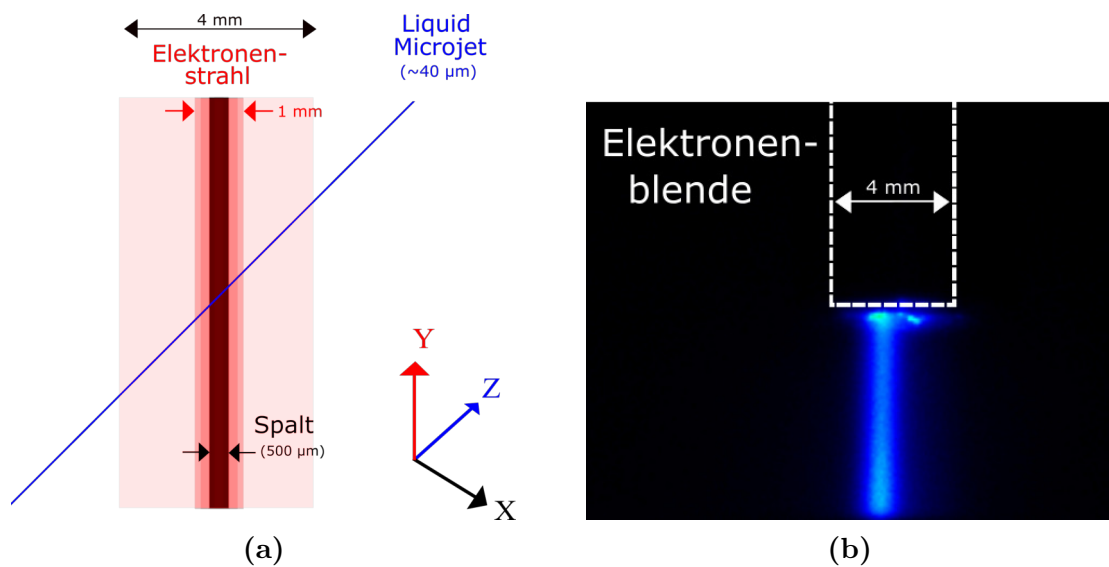 4 mm
Elektronen-
strahl
Liquid
Microjet
(~40 µm)
1 mm
Spalt
(500 µm)
Y
Z
X
(a)
Elektronen-
blende
4 mm
(b)